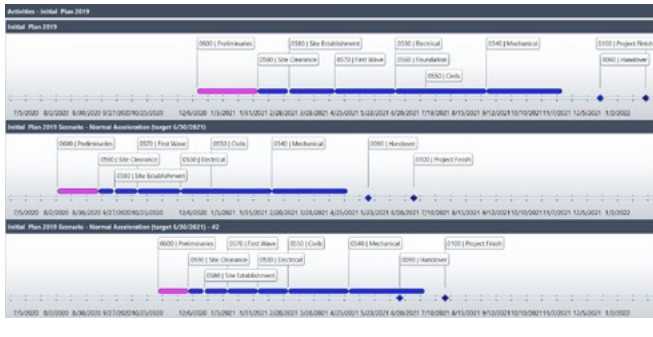 Activities - Initial Plan 2019
Initial Plan 2019
0600 | Preliminaries
0580 | Site Establishment
0530 | Electrical
0540 | Mechanical
0100 | Project Finish
0590 | Site Clearance
0570 | First Wave
0560 | Foundation
0090 | Handover
0550 | Civils
7/5/2020 8/2/2020 8/30/2020 9/27/2020 10/25/2020 12/6/2020 1/3/2021 1/31/2021 2/28/2021 3/28/2021 4/25/2021 5/23/2021 6/20/2021 7/18/2021 8/15/2021 9/12/2021 10/10/2021 11/7/2021 12/5/2021 1/2/2022
Initial Plan 2019 Scenario - Normal Acceleration (target 6/30/2021)
0600 | Preliminaries
0570 | First Wave
0550 | Civils
0540 | Mechanical
0090 | Handover
0590 | Site Clearance
0530 | Electrical
0100 | Project Finish
0580 | Site Establishment
7/5/2020 8/2/2020 8/30/2020 9/27/2020 10/25/2020 12/6/2020 1/3/2021 1/31/2021 2/28/2021 3/28/2021 4/25/2021 5/23/2021 6/20/2021 7/18/2021 8/15/2021 9/12/2021 10/10/2021 11/7/2021 12/5/2021 1/2/2022
Initial Plan 2019 Scenario - Normal Acceleration (target 6/30/2021) - #2
0600 | Preliminaries
0570 | First Wave
0550 | Civils
0540 | Mechanical
0100 | Project Finish
0590 | Site Clearance
0530 | Electrical
0090 | Handover
0580 | Site Establishment
7/5/2020 8/2/2020 8/30/2020 9/27/2020 10/25/2020 12/6/2020 1/3/2021 1/31/2021 2/28/2021 3/28/2021 4/25/2021 5/23/2021 6/20/2021 7/18/2021 8/15/2021 9/12/2021 10/10/2021 11/7/2021 12/5/2021 1/2/2022